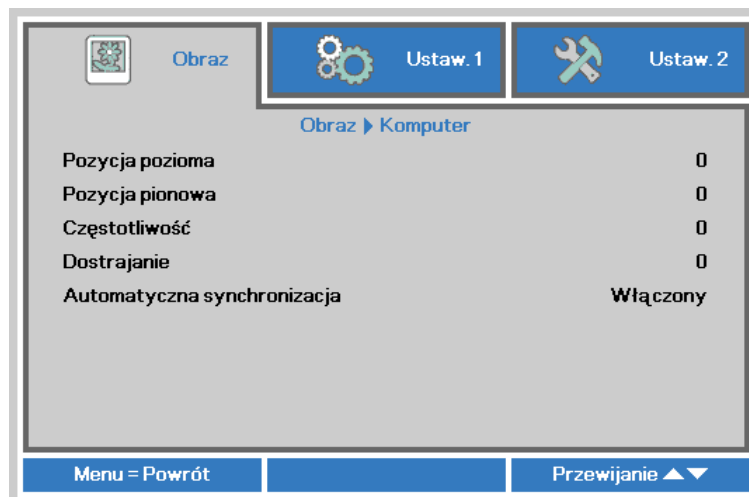 Obraz Ustaw. 1 Ustaw. 2
Obraz Komputer
Pozycja pozioma 0
Pozycja pionowa 0
Częstotliwość 0
Dostrajanie 0
Automatyczna synchronizacja Włączony
Menu = Powrót Przewijanie